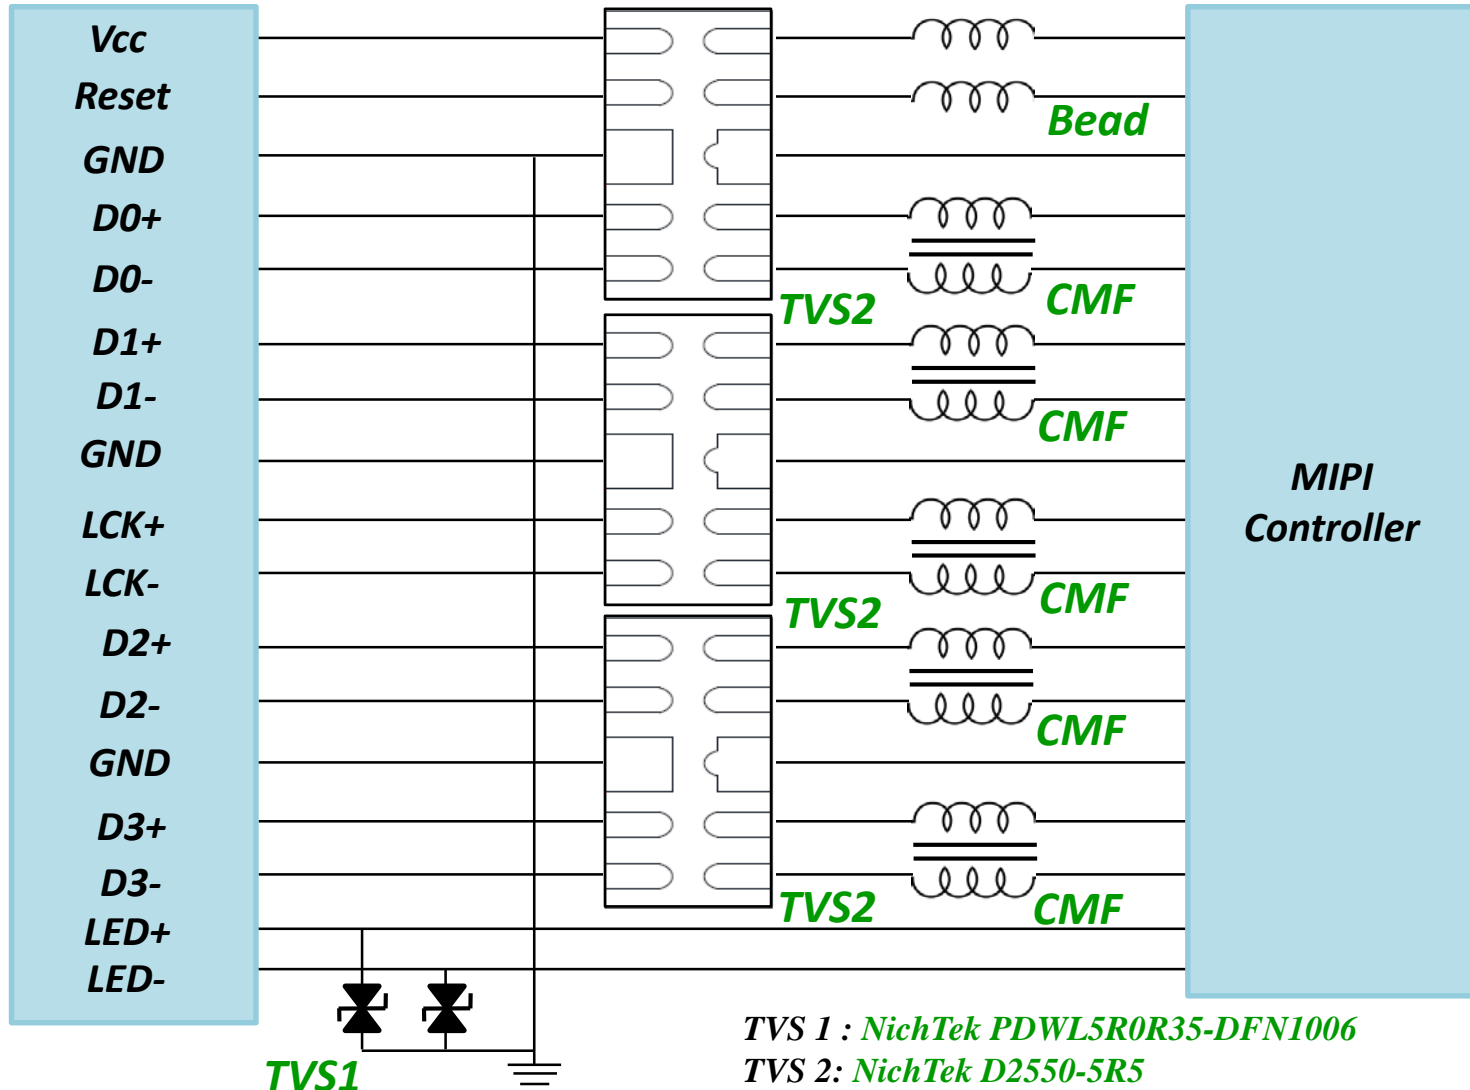 Vcc
Reset
GND
D0+
D0-
D1+
D1-
GND
LCK+
LCK-
D2+
D2-
GND
D3+
D3-
LED+
LED-
Bead
CMF
TVS2
CMF
CMF
TVS2
CMF
CMF
TVS2
MIPI
Controller
TVS1
TVS 1 : NichTek PDWL5R0R35-DFN1006
TVS 2: NichTek D2550-5R5